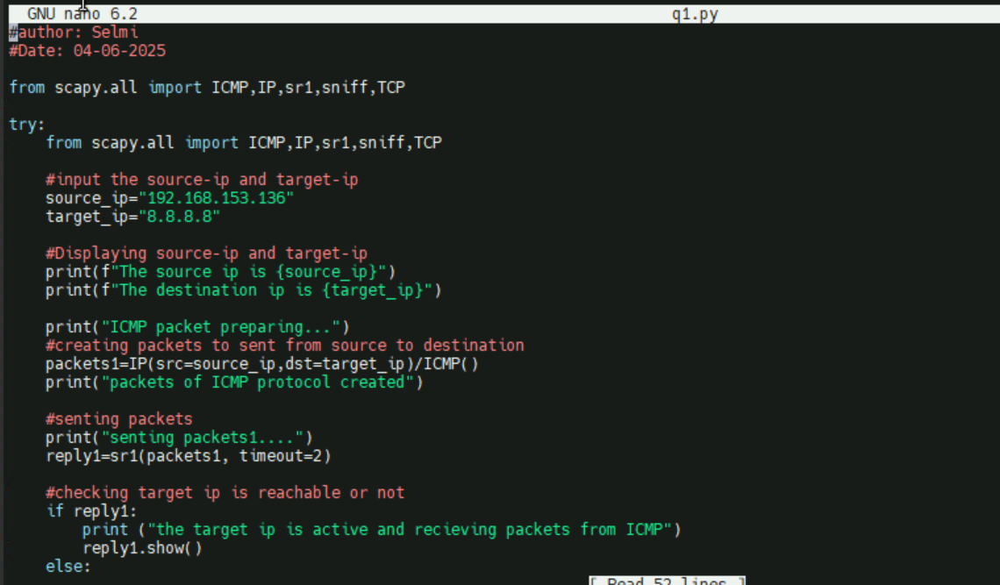 GNU nano 6.2 q1.py
#author: Selmi
#Date: 04-06-2025
from scapy.all import ICMP,IP,sr1,sniff,TCP
try:
from scapy.all import ICMP,IP,sr1,sniff,TCP
#input the source-ip and target-ip
source_ip="192.168.153.136"
target_ip="8.8.8.8"
#Displaying source-ip and target-ip
print(f"The source ip is {source_ip}")
print(f"The destination ip is {target_ip}")
print("ICMP packet preparing...")
#creating packets to sent from source to destination
packets1=IP(src=source_ip,dst=target_ip)/ICMP()
print("packets of ICMP protocol created")
#senting packets
print("senting packets1....")
reply1=sr1(packets1, timeout=2)
#checking target ip is reachable or not
if reply1:
print ("the target ip is active and recieving packets from ICMP")
reply1.show()
else:
[ Read 52 lines ]